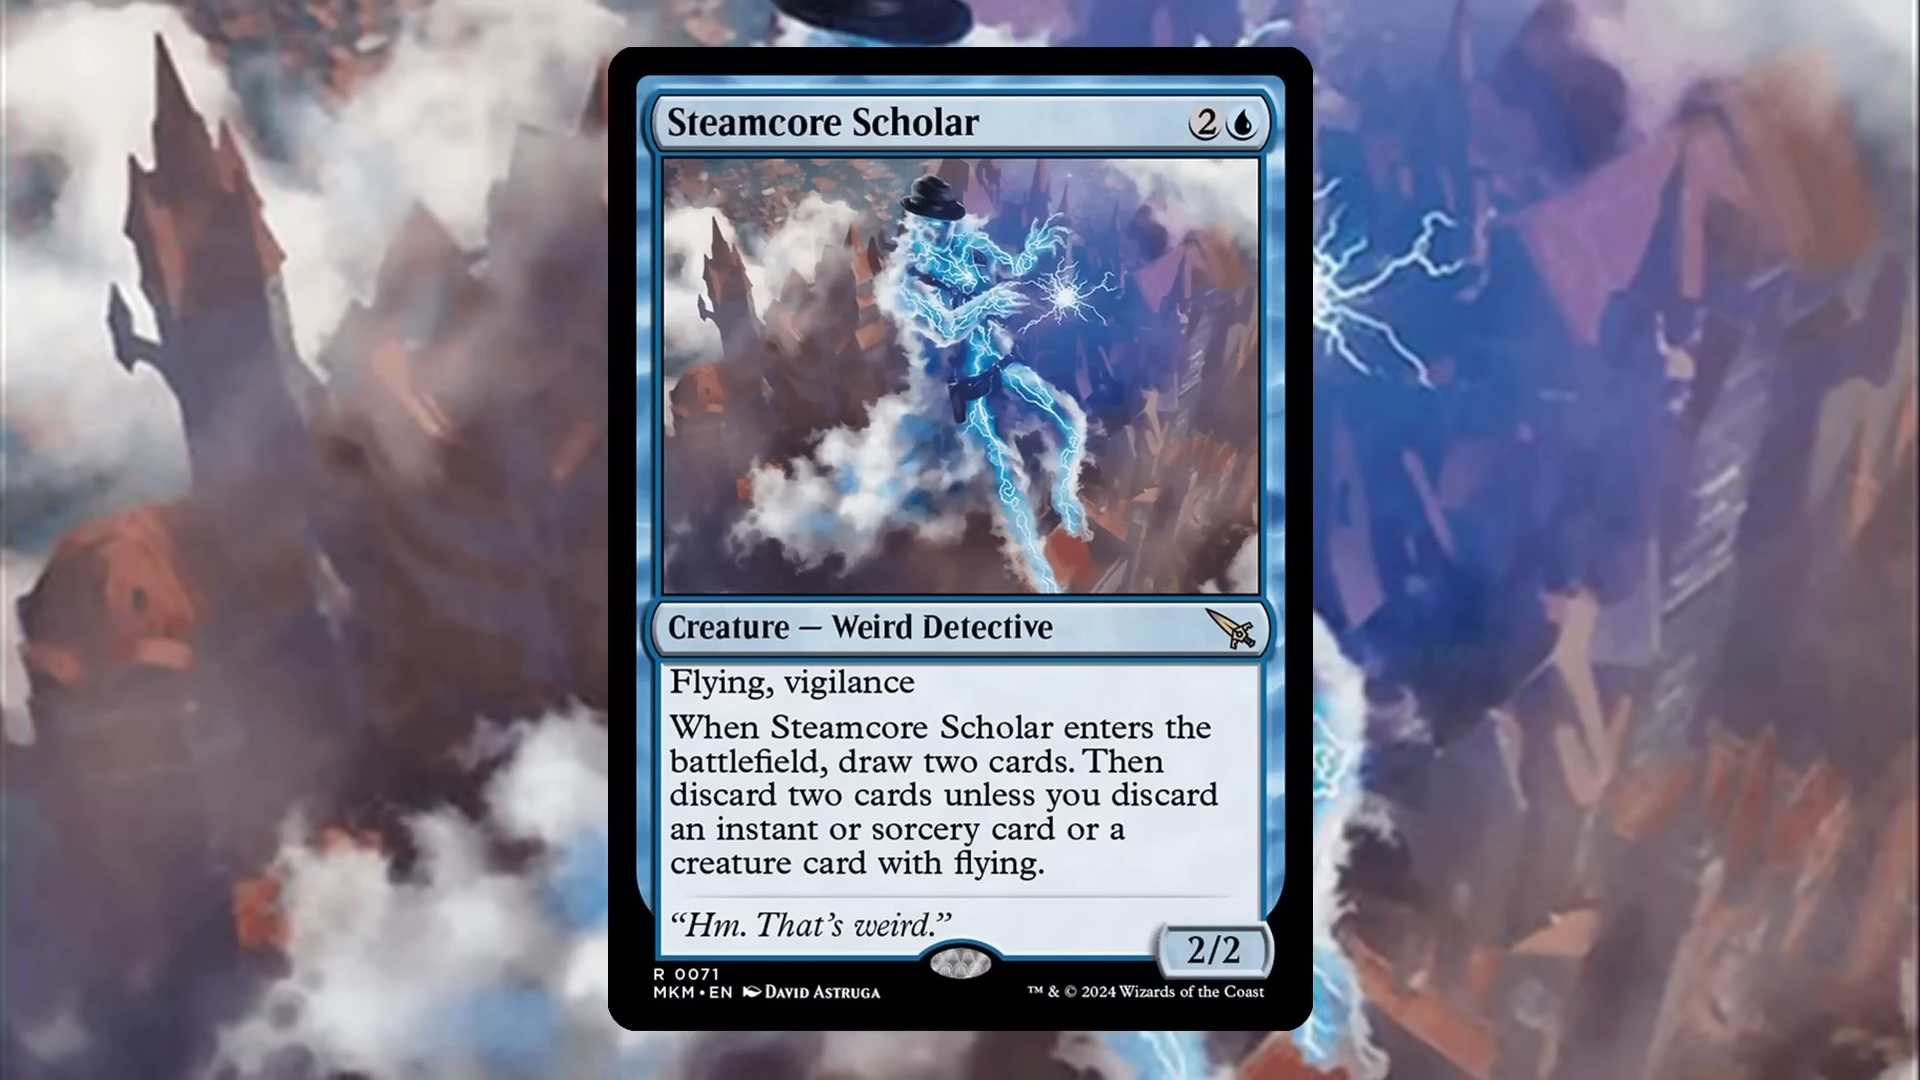 Steamcore Scholar 2
Creature — Weird Detective
Flying, vigilance
When Steamcore Scholar enters the
battlefield, draw two cards. Then
discard two cards unless you discard
an instant or sorcery card or a
creature card with flying.
“Hm. That’s weird.”
2/2
R 0071
MKM • EN David Astruga
™ & © 2024 Wizards of the Coast